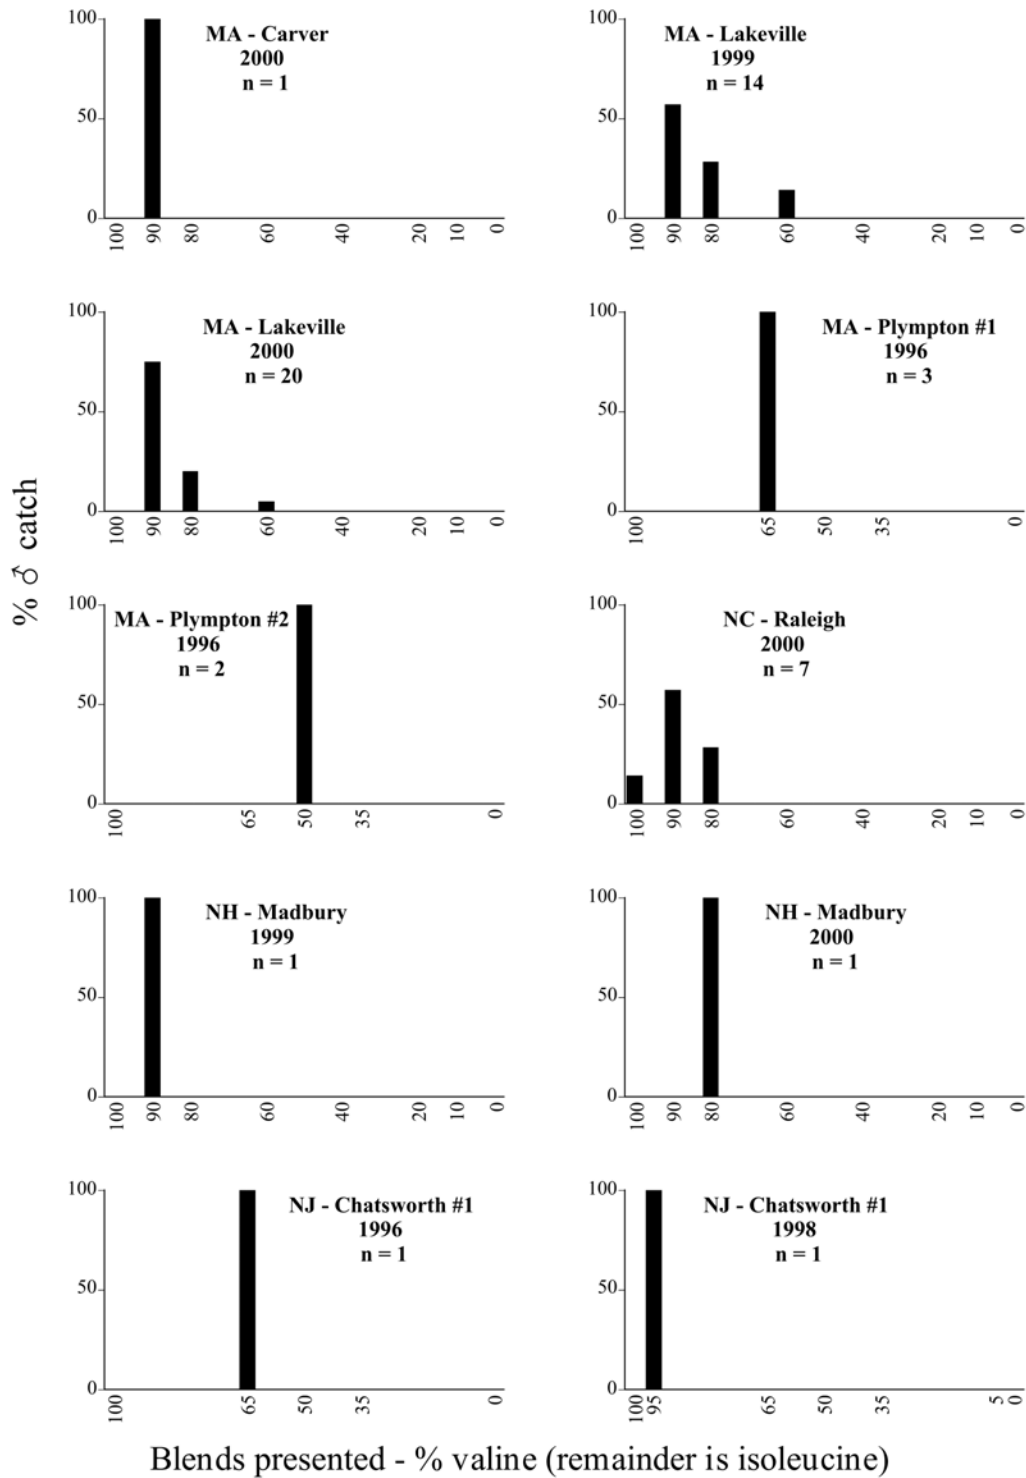 % ♂ catch
100
50
0
MA - Carver
2000
n = 1
100 90 80 60 40 20 10 0
100
50
0
MA - Lakeville
1999
n = 14
100 90 80 60 40 20 10 0
100
50
0
MA - Lakeville
2000
n = 20
100 90 80 60 40 20 10 0
100
50
0
MA - Plympton #1
1996
n = 3
100 65 50 35 0
100
50
0
MA - Plympton #2
1996
n = 2
100 65 50 35 0
100
50
0
NC - Raleigh
2000
n = 7
100 90 80 60 40 20 10 0
100
50
0
NH - Madbury
1999
n = 1
100 90 80 60 40 20 10 0
100
50
0
NH - Madbury
2000
n = 1
100 90 80 60 40 20 10 0
100
50
0
NJ - Chatsworth #1
1996
n = 1
100 65 50 35 0
100
50
0
NJ - Chatsworth #1
1998
n = 1
100 95 65 50 35 5 0
Blends presented - % valine (remainder is isoleucine)